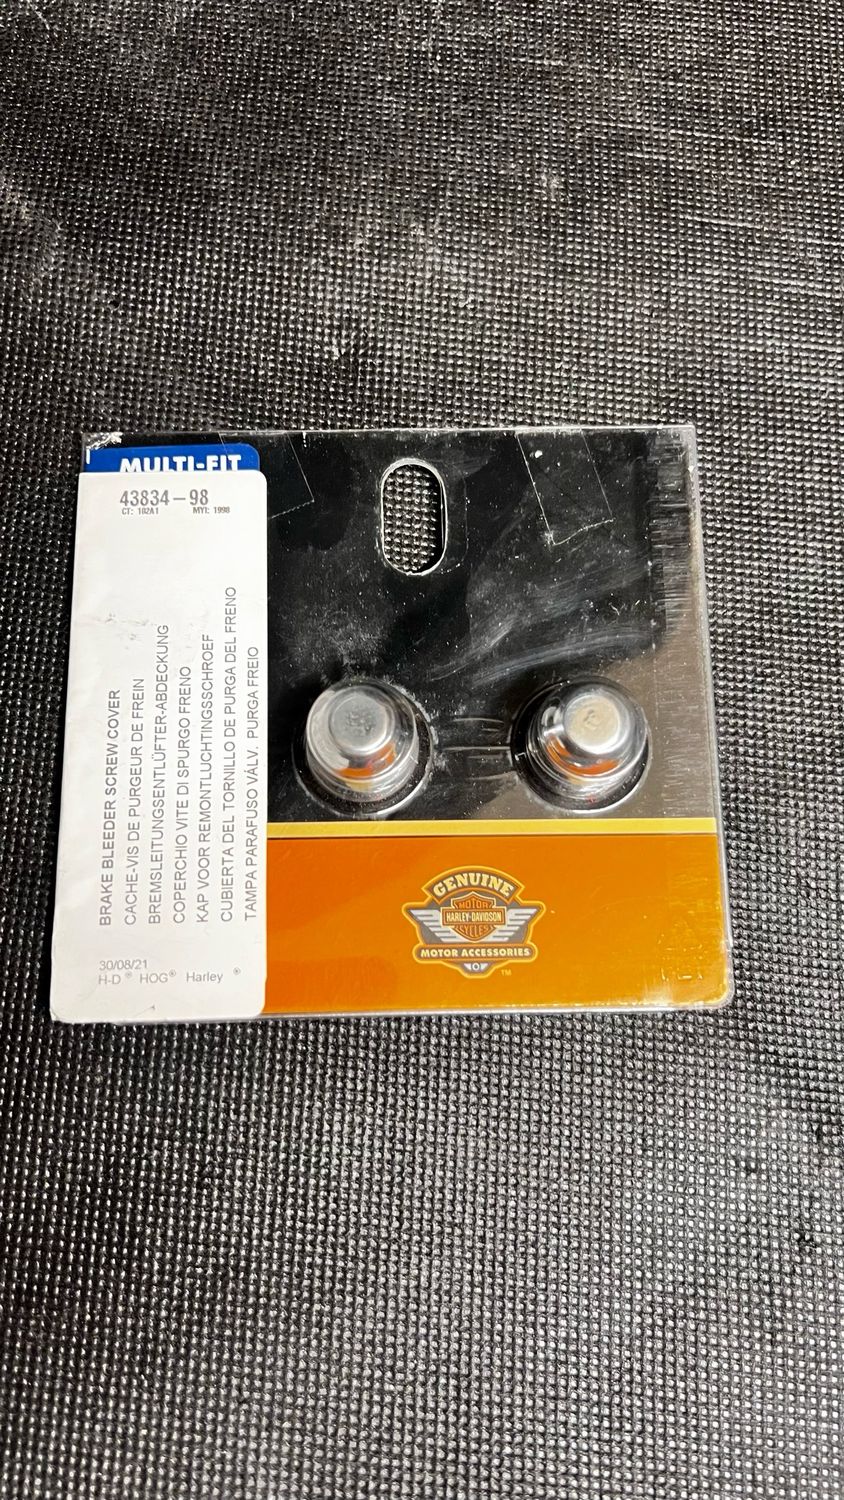 MULTI-FIT
43834-98
CT: 102A1 MYI: 1998
BRAKE BLEEDER SCREW COVER
CACHE-VIS DE PURGEUR DE FREIN
BREMSLEITUNGSENTLÜFTER-ABDECKUNG
COPERCHIO VITE DI SPURGO FRENO
KAP VOOR REMONTLUCHTINGSSCHROEF
CUBIERTA DEL TORNILLO DE PURGA DEL FRENO
TAMPA PARAFUSO VÁLV. PURGA FREIO
30/08/21
H-D® HOG® Harley ®
GENUINE
MOTOR
HARLEY-DAVIDSON
CYCLES
MOTOR ACCESSORIES
™